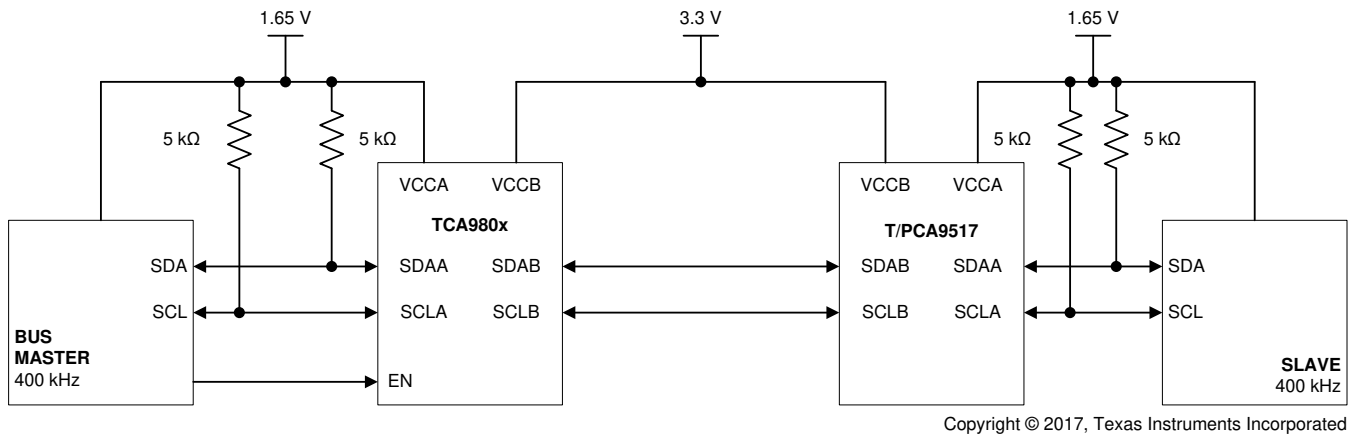 1.65 V
3.3 V
1.65 V
5 kΩ
5 kΩ
5 kΩ
5 kΩ
VCCA VCCB
TCA980x
SDAA SDAB
SCLA SCLB
EN
VCCB VCCA
T/PCA9517
SDAB SDAA
SCLB SCLA
SDA
SCL
BUS
MASTER
400 kHz
SDA
SCL
SLAVE
400 kHz
Copyright © 2017, Texas Instruments Incorporated